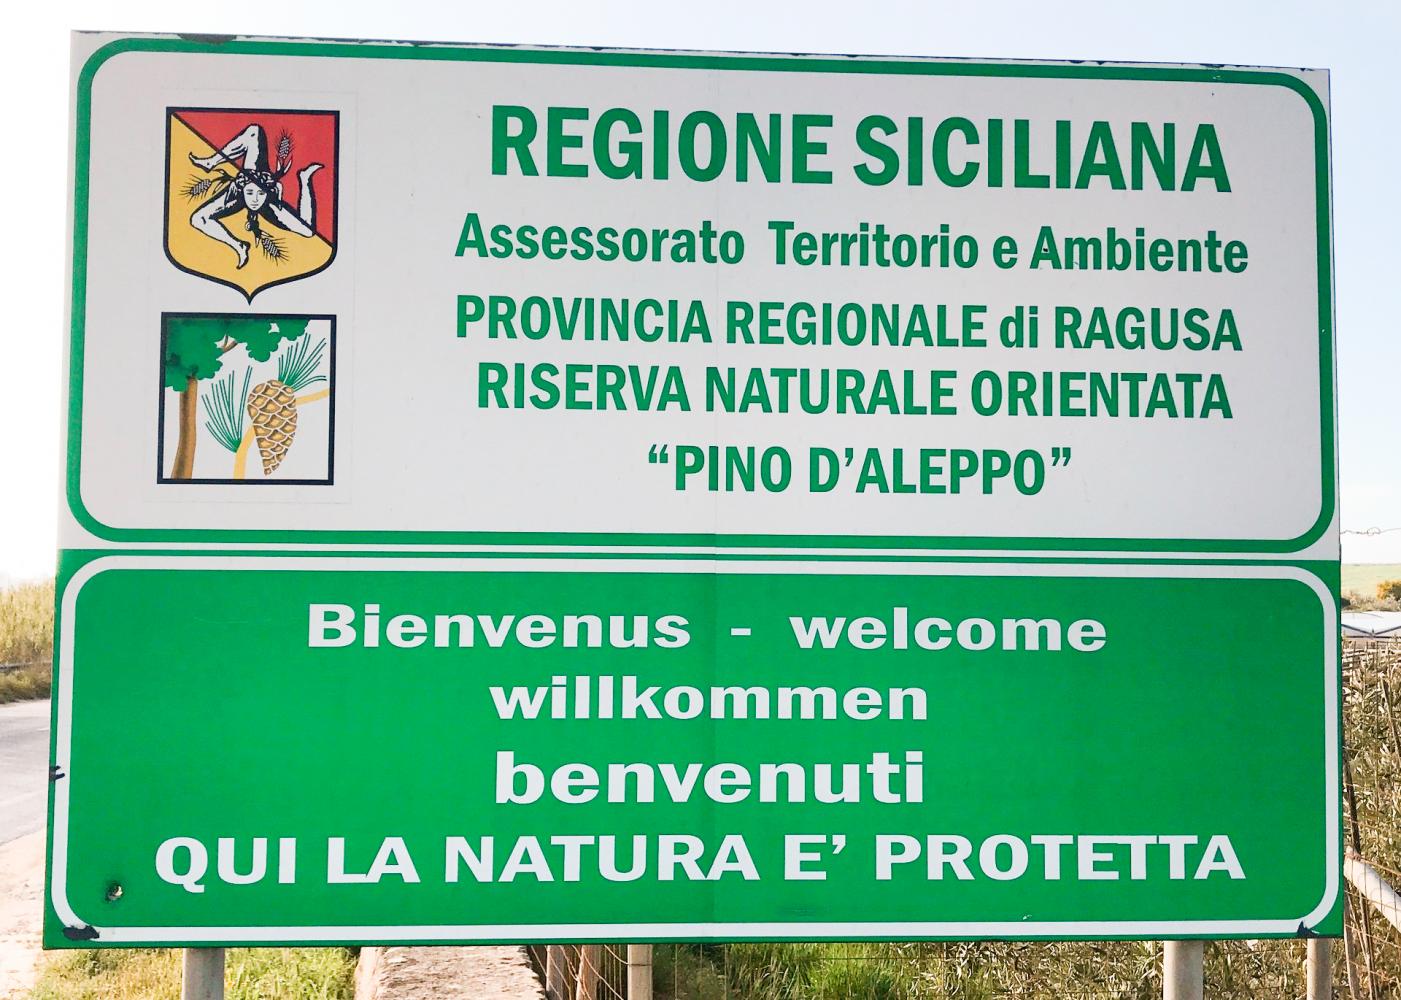 REGIONE SICILIANA
Assessorato Territorio e Ambiente
PROVINCIA REGIONALE di RAGUSA
RISERVA NATURALE ORIENTATA
“PINO D’ALEPPO”
Bienvenus - welcome
willkommen
benvenuti
QUI LA NATURA E’ PROTETTA